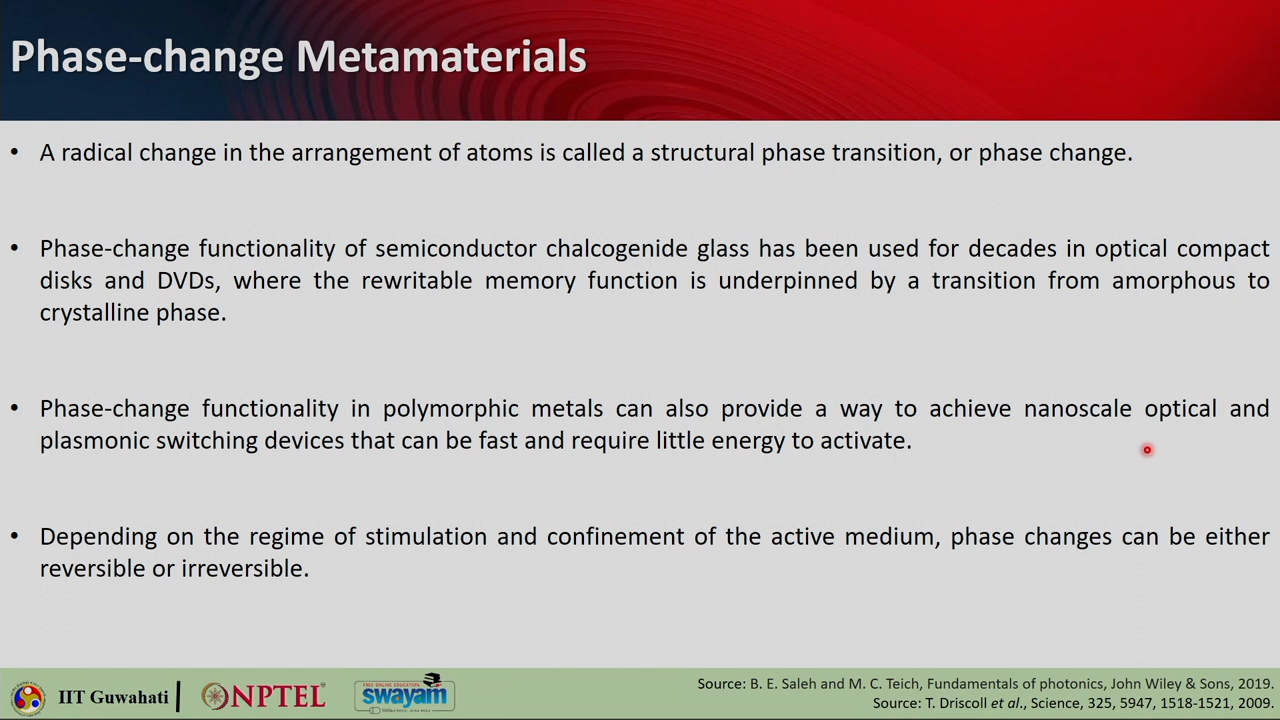 Phase-change Metamaterials
• A radical change in the arrangement of atoms is called a structural phase transition, or phase change.
• Phase-change functionality of semiconductor chalcogenide glass has been used for decades in optical compact
disks and DVDs, where the rewritable memory function is underpinned by a transition from amorphous to
crystalline phase.
• Phase-change functionality in polymorphic metals can also provide a way to achieve nanoscale optical and
plasmonic switching devices that can be fast and require little energy to activate.
• Depending on the regime of stimulation and confinement of the active medium, phase changes can be either
reversible or irreversible.
IIT Guwahati
NPTEL
FREE ONLINE EDUCATION
swayam
Source: B. E. Saleh and M. C. Teich, Fundamentals of photonics, John Wiley & Sons, 2019.
Source: T. Driscoll et al., Science, 325, 5947, 1518-1521, 2009.